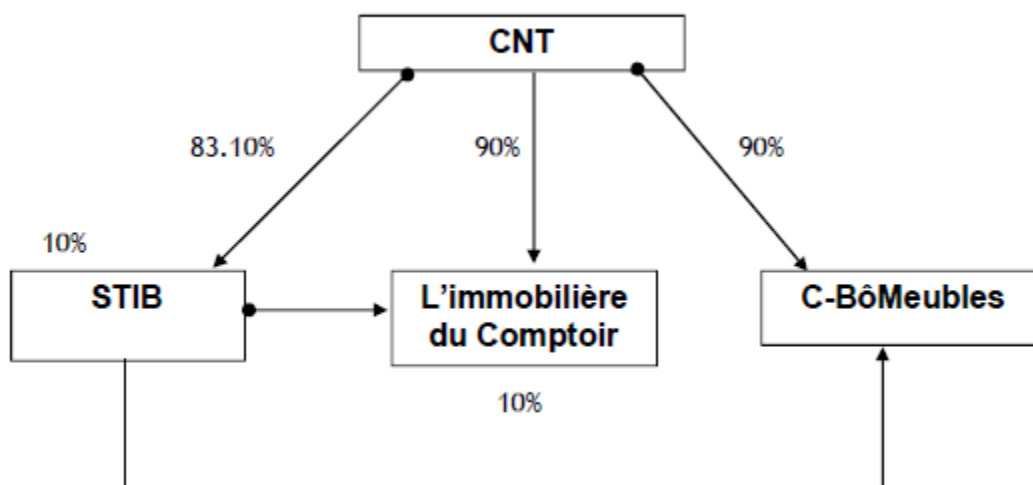 CNT
83.10%
90%
90%
10%
STIB
L'immobilière
du Comptoir
C-BôMeubles
10%